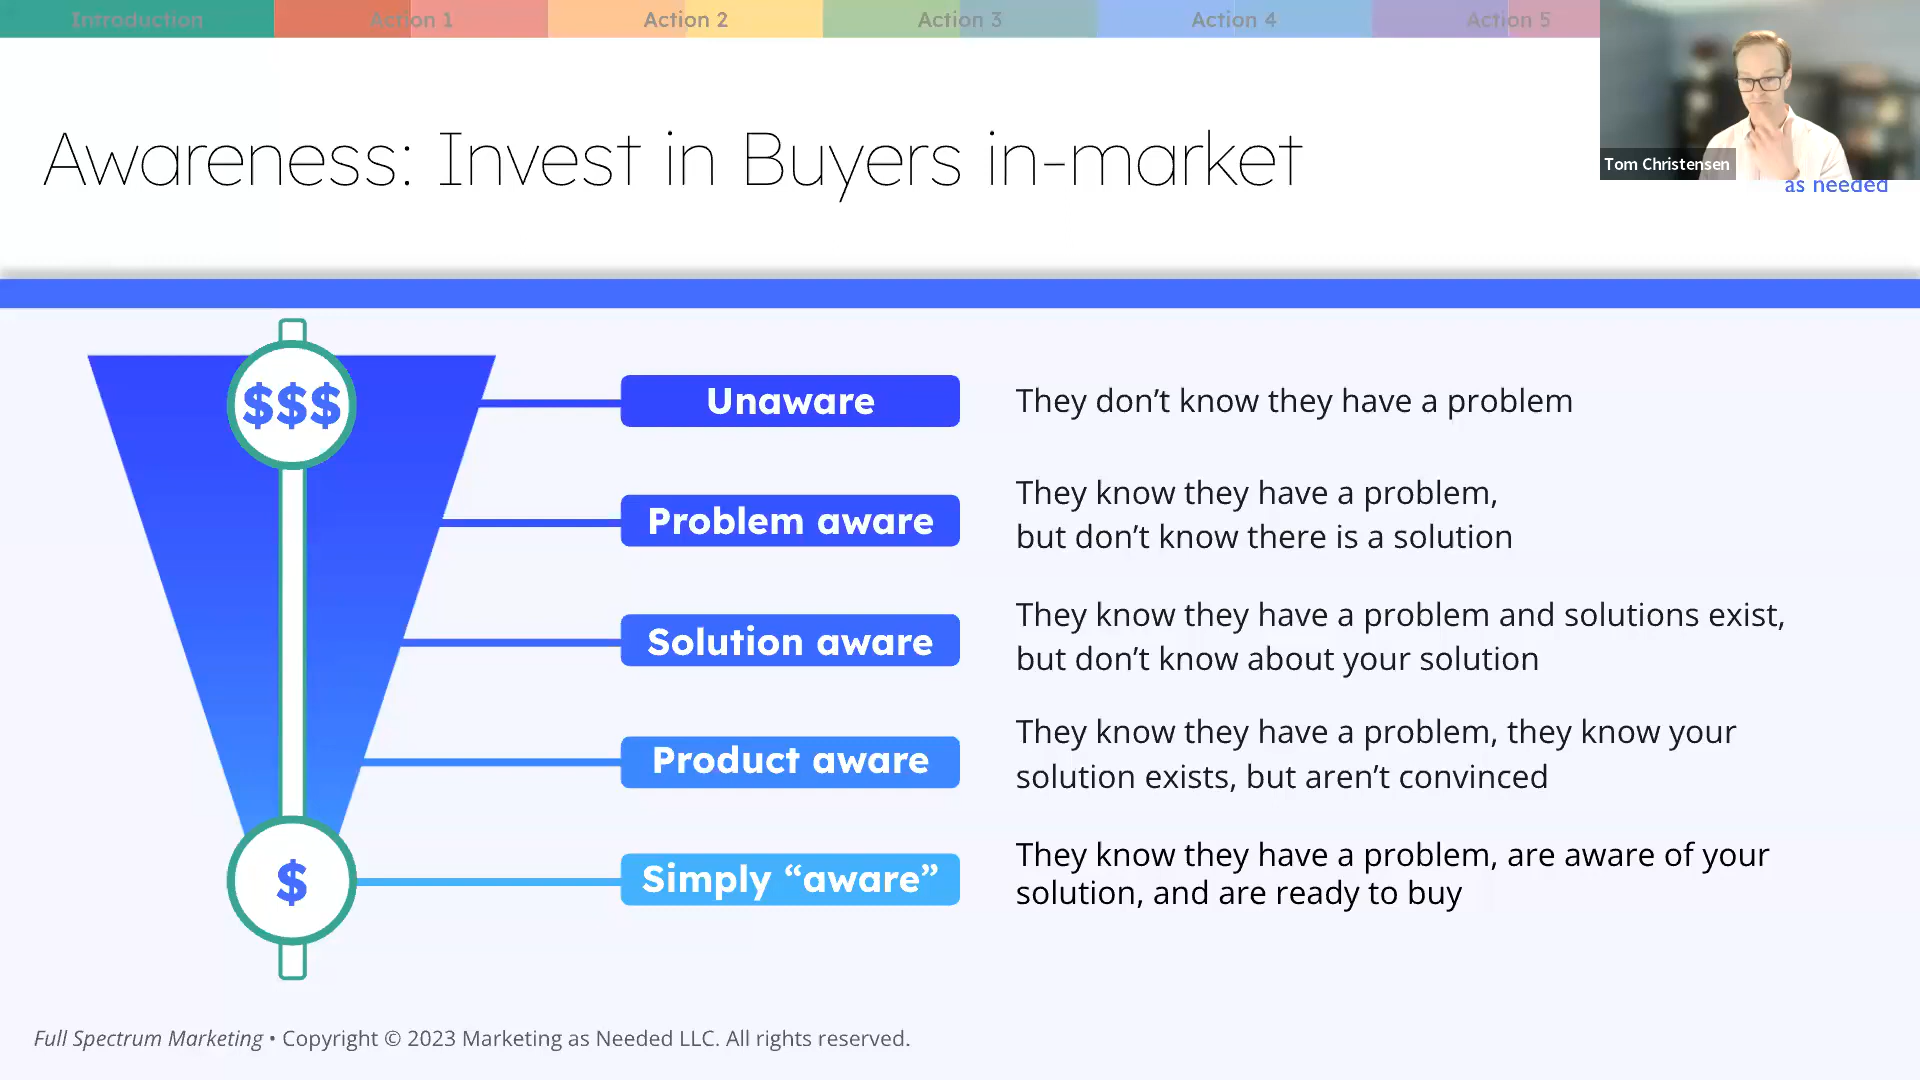 Introduction
Action 1
Action 2
Action 3
Action 4
Action 5
Tom Christensen
as needed
Awareness: Invest in Buyers in-market
$$$
Unaware
They don’t know they have a problem
Problem aware
They know they have a problem,
but don’t know there is a solution
Solution aware
They know they have a problem and solutions exist,
but don’t know about your solution
Product aware
They know they have a problem, they know your
solution exists, but aren’t convinced
$
Simply “aware”
They know they have a problem, are aware of your
solution, and are ready to buy
Full Spectrum Marketing • Copyright © 2023 Marketing as Needed LLC. All rights reserved.